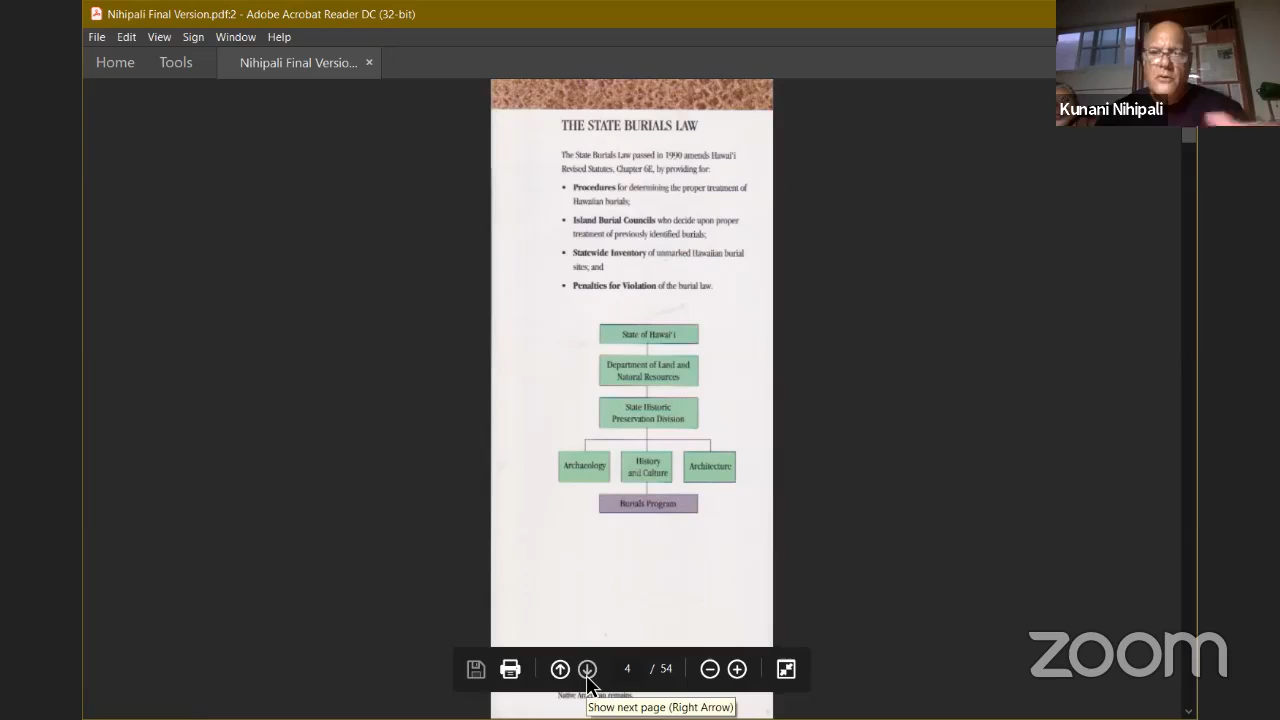 Nihipali Final Version.pdf:2 - Adobe Acrobat Reader DC (32-bit)
File Edit View Sign Window Help
Home Tools Nihipali Final Versio... ×
Kunani Nihipali
THE STATE BURIALS LAW
The State Burials Law passed in 1990 amends Hawai'i
Revised Statutes, Chapter 6E, by providing for:
• Procedures for determining the proper treatment of
Hawaiian burials;
• Island Burial Councils who decide upon proper
treatment of previously identified burials;
• Statewide Inventory of unmarked Hawaiian burial
sites; and
• Penalties for Violation of the burial law.
State of Hawai'i
Department of Land and
Natural Resources
State Historic
Preservation Division
Archaeology
History
and Culture
Architecture
Burials Program
4 / 54
Native American remains.
Show next page (Right Arrow)
zoom